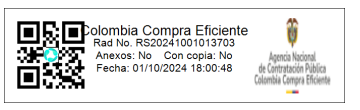 Colombia Compra Eficiente
Rad No. RS20241001013703
Anexos: No    Con copia: No
Fecha: 01/10/2024 18:00:48
Agencia Nacional
de Contratación Pública
Colombia Compra Eficiente